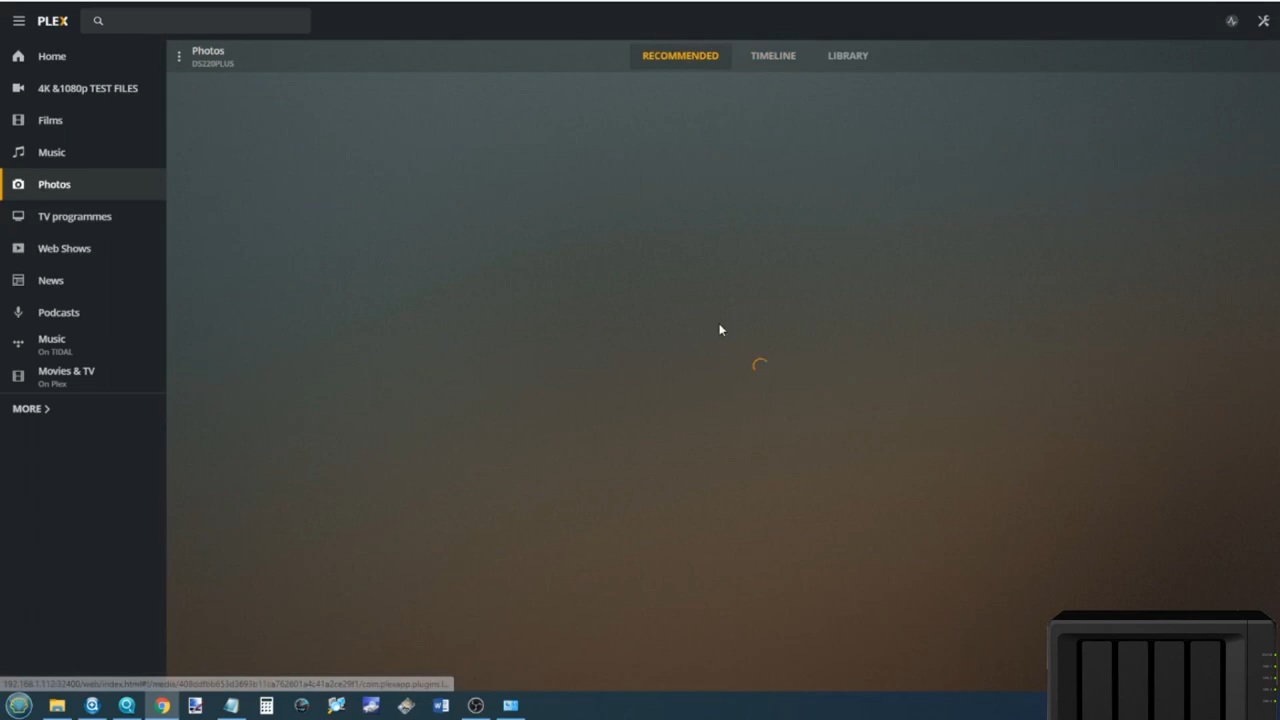 PLEX
Home
4K &1080p TEST FILES
Films
Music
Photos
TV programmes
Web Shows
News
Podcasts
Music
On TIDAL
Movies & TV
On Plex
MORE >
Photos
DS220PLUS
RECOMMENDED
TIMELINE
LIBRARY